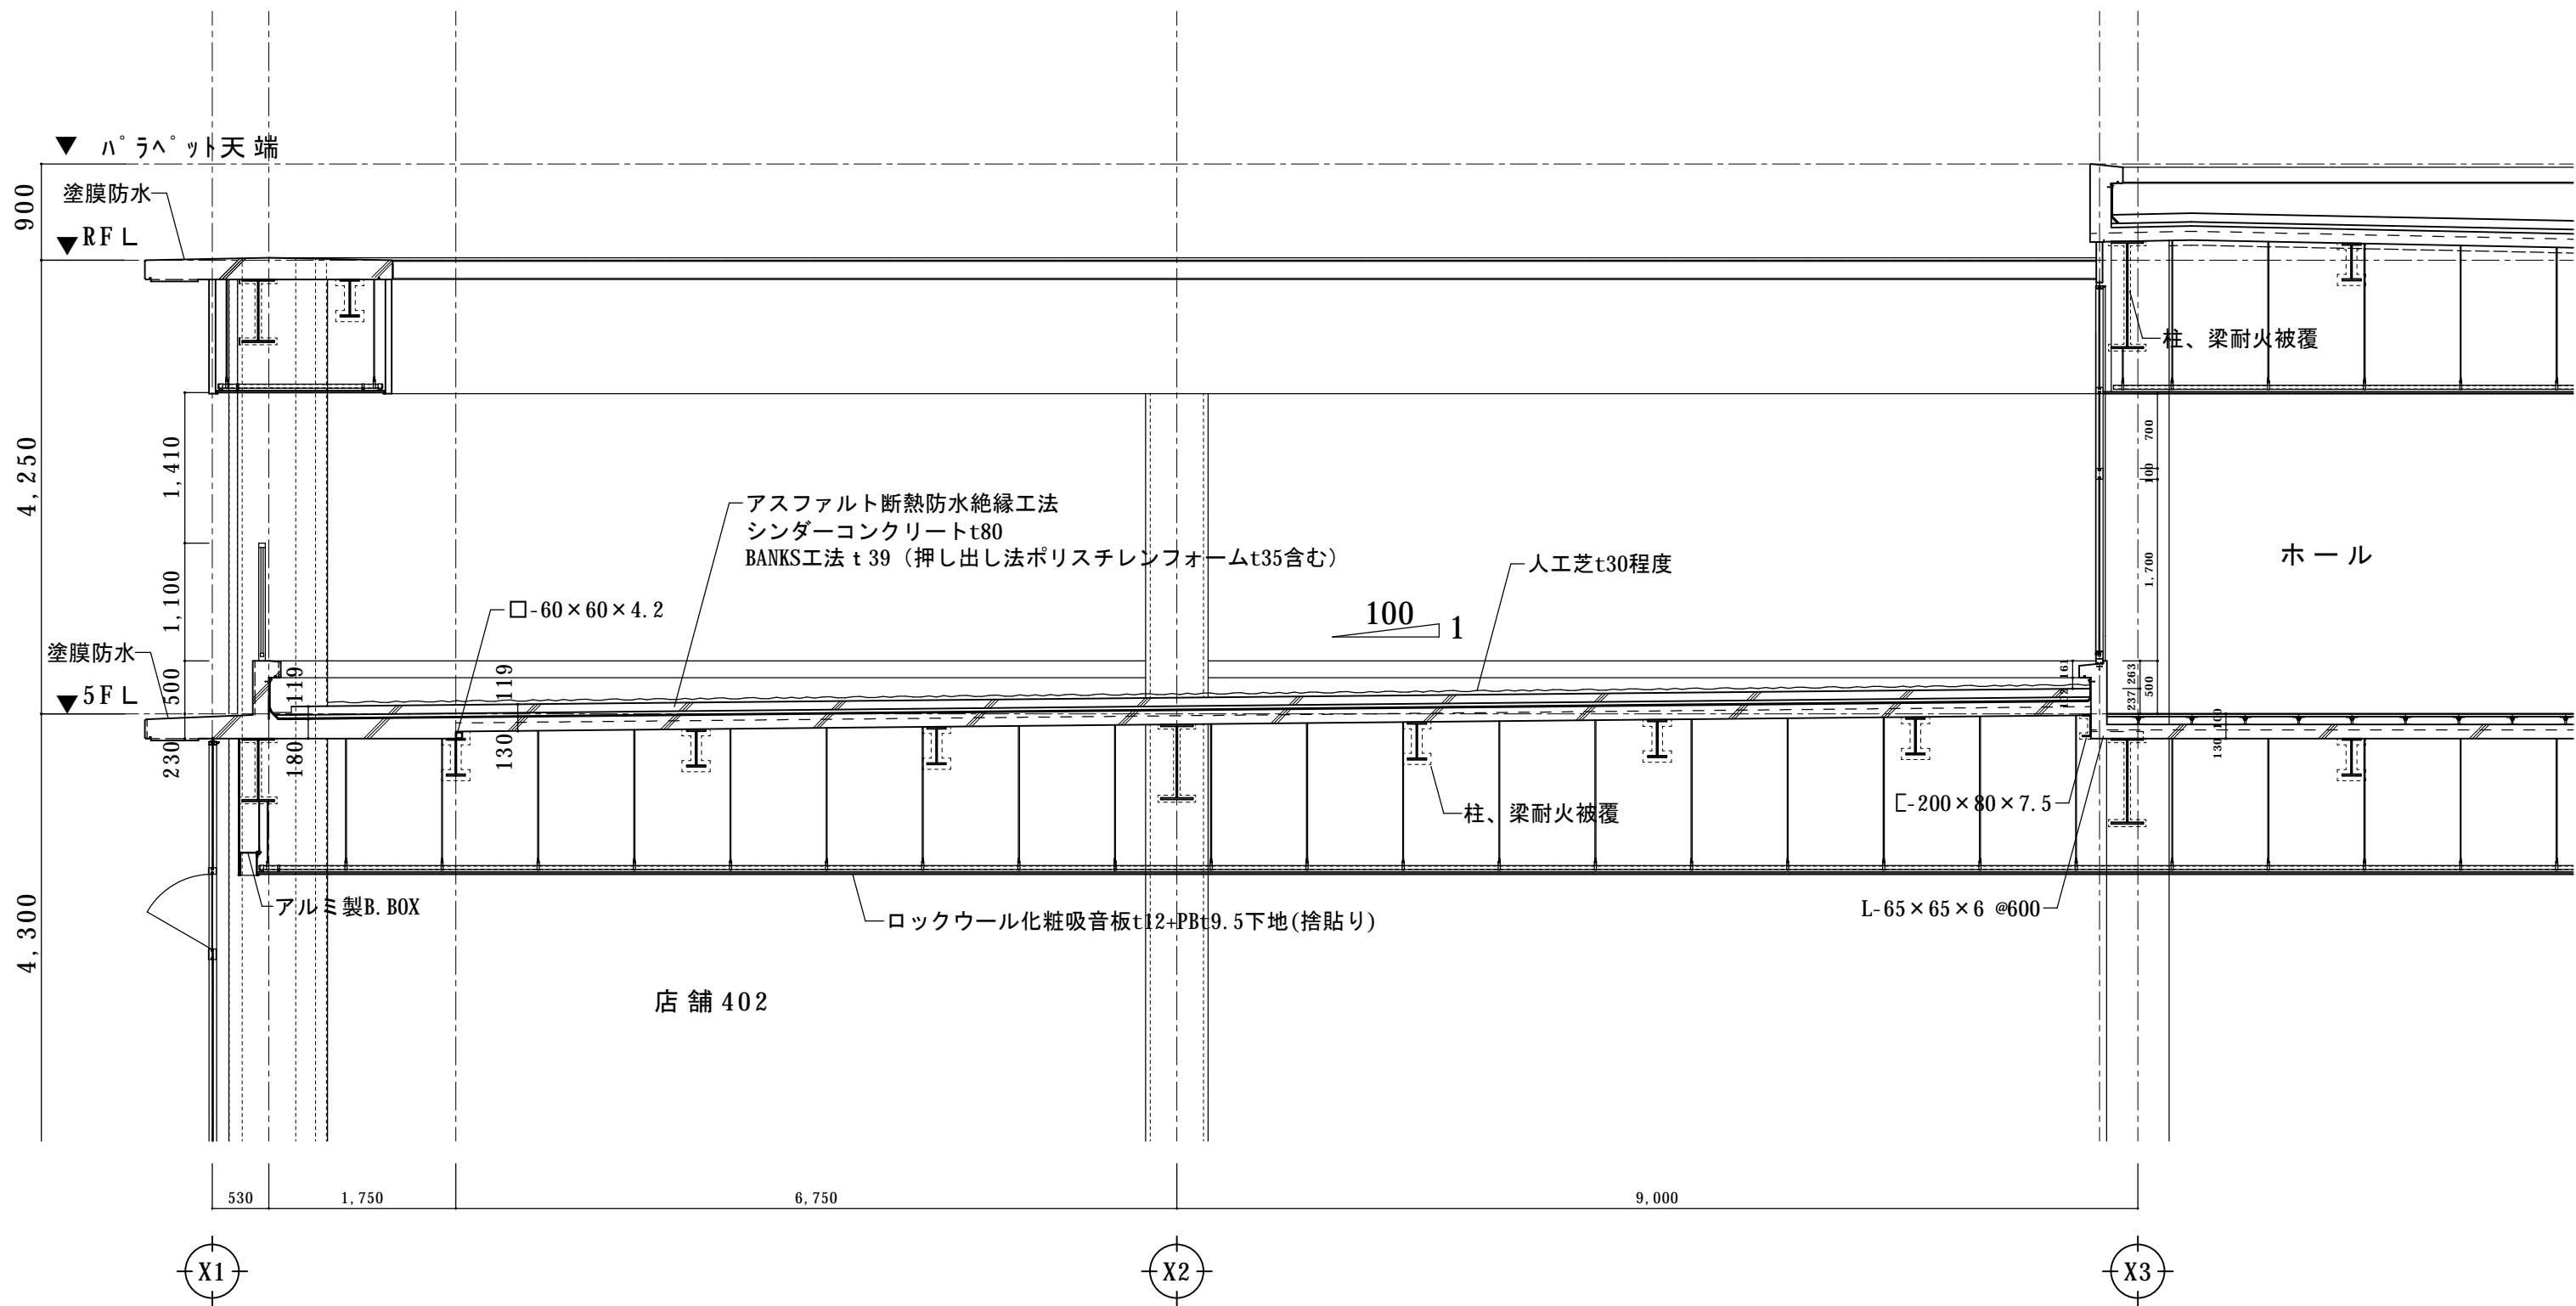 ▼ パラペット天端
900
塗膜防水
▼ RFL
柱、梁耐火被覆
4,250
1,410
1,100
500
230
700
100
1,700
アスファルト断熱防水絶縁工法
シンダーコンクリートt80
BANKS工法 t 39（押し出し法ポリスチレンフォームt35含む）
人工芝t30程度
ホール
□-60×60×4.2
100
1
塗膜防水
▼ 5FL
119
180
119
130
161
263
237
500
100
130
柱、梁耐火被覆
[-200×80×7.5
L-65×65×6 @600
アルミ製B.BOX
ロックウール化粧吸音板t12+PBt9.5下地(捨貼り)
4,300
店舗402
530
1,750
6,750
9,000
X1
X2
X3